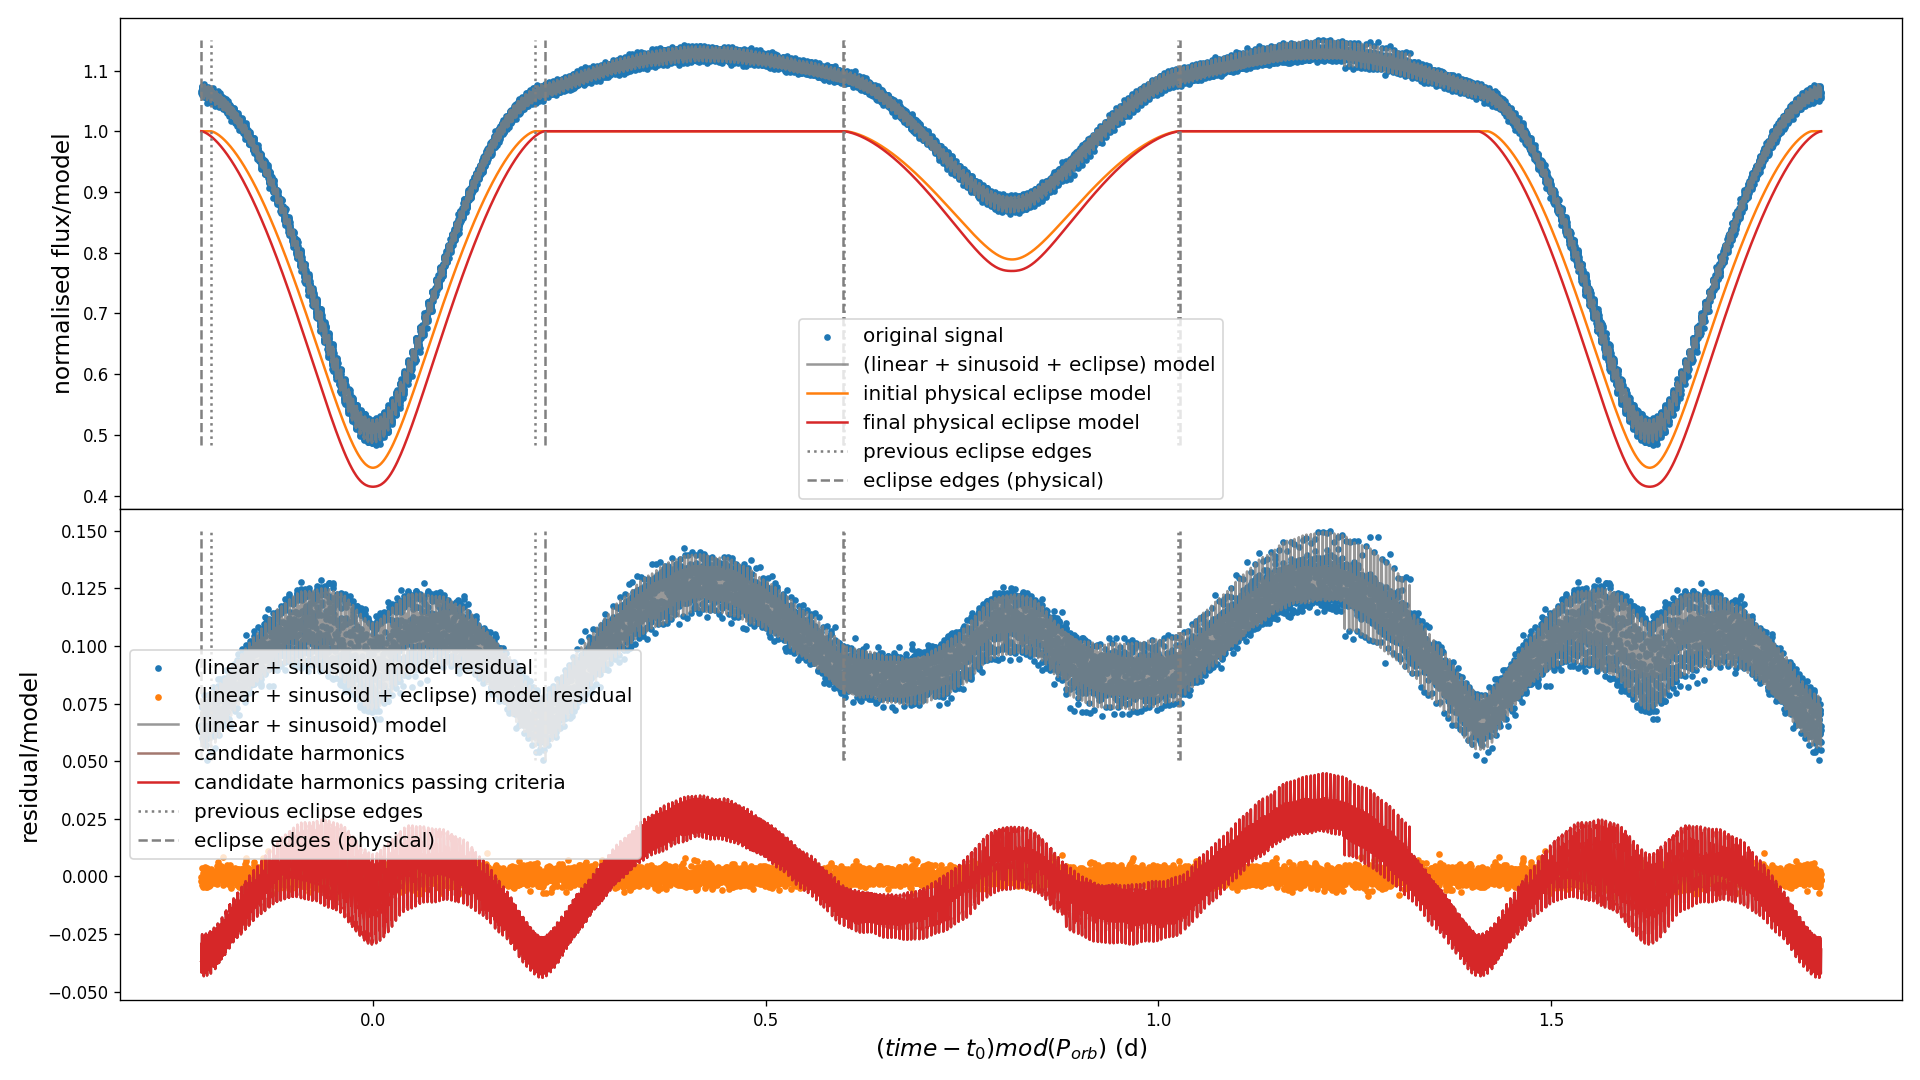 normalised flux/model
1.1
1.0
0.9
0.8
0.7
0.6
0.5
0.4
original signal
(linear + sinusoid + eclipse) model
initial physical eclipse model
final physical eclipse model
previous eclipse edges
eclipse edges (physical)
residual/model
0.150
0.125
0.100
0.075
0.050
0.025
0.000
−0.025
−0.050
(linear + sinusoid) model residual
(linear + sinusoid + eclipse) model residual
(linear + sinusoid) model
candidate harmonics
candidate harmonics passing criteria
previous eclipse edges
eclipse edges (physical)
0.0 0.5 1.0 1.5
(time − t₀)mod(Pₒᵣb) (d)